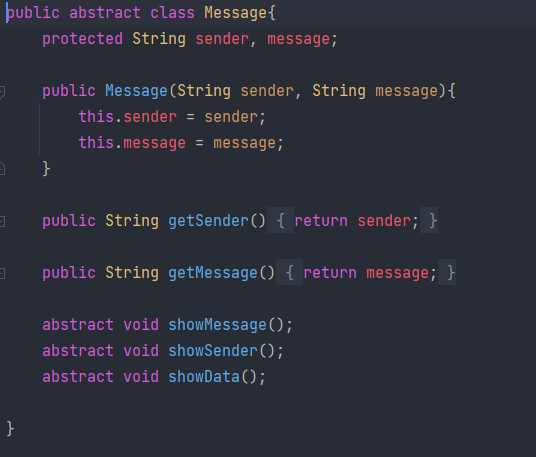 public abstract class Message{
    protected String sender, message;

    public Message(String sender, String message){
        this.sender = sender;
        this.message = message;
    }

    public String getSender() { return sender; }

    public String getMessage() { return message; }

    abstract void showMessage();
    abstract void showSender();
    abstract void showData();

}